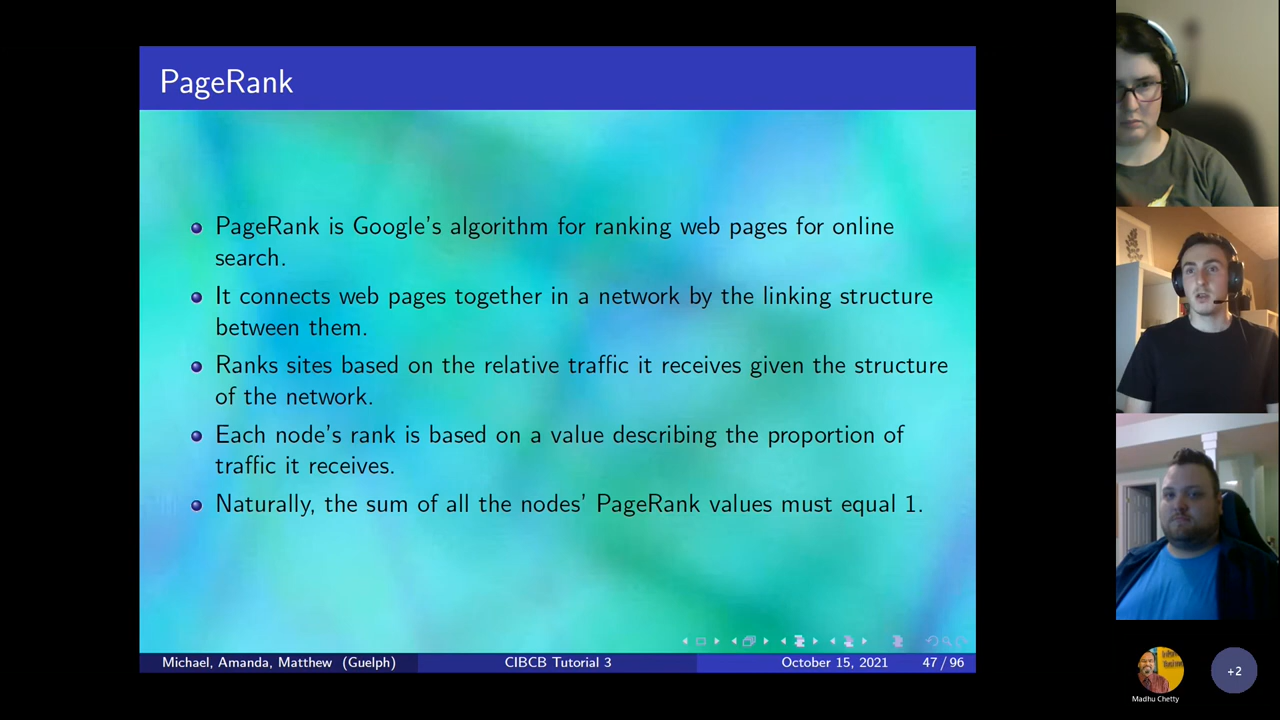 PageRank
PageRank is Google's algorithm for ranking web pages for online
search.
It connects web pages together in a network by the linking structure
between them.
Ranks sites based on the relative traffic it receives given the structure
of the network.
Each node's rank is based on a value describing the proportion of
traffic it receives.
Naturally, the sum of all the nodes' PageRank values must equal 1.
Michael, Amanda, Matthew (Guelph)
CIBCB Tutorial 3
October 15, 2021
47 / 96
Madhu Chetty
+2